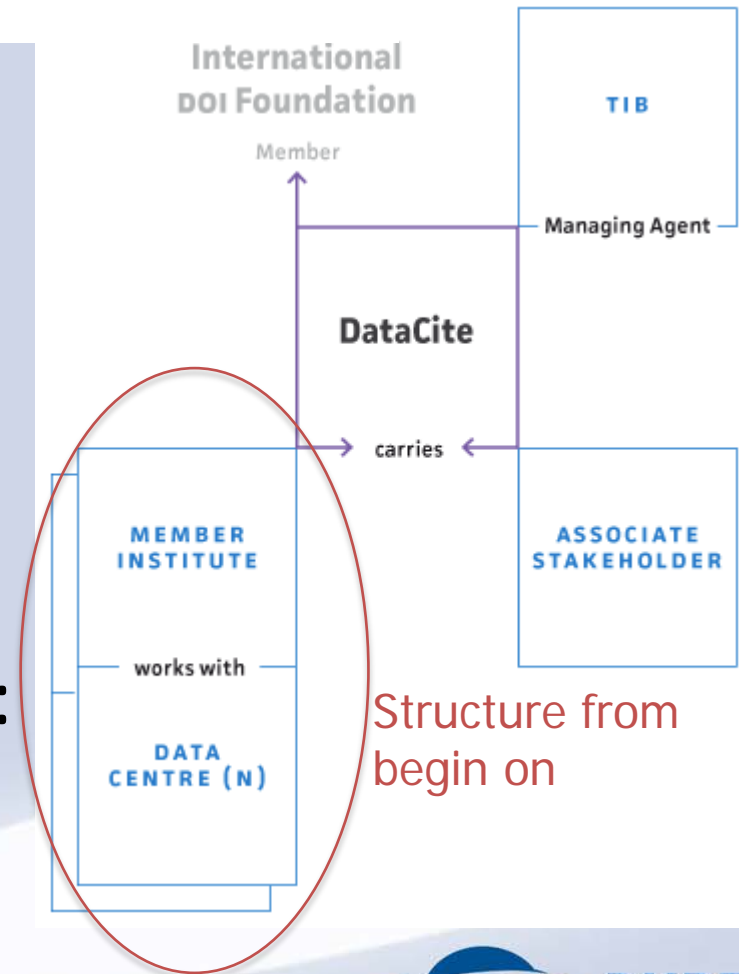 International
DOI Foundation
Member
TIB
Managing Agent
DataCite
carries
MEMBER
INSTITUTE
ASSOCIATE
STAKEHOLDER
works with
:
DATA
CENTRE (N)
Structure from
begin on